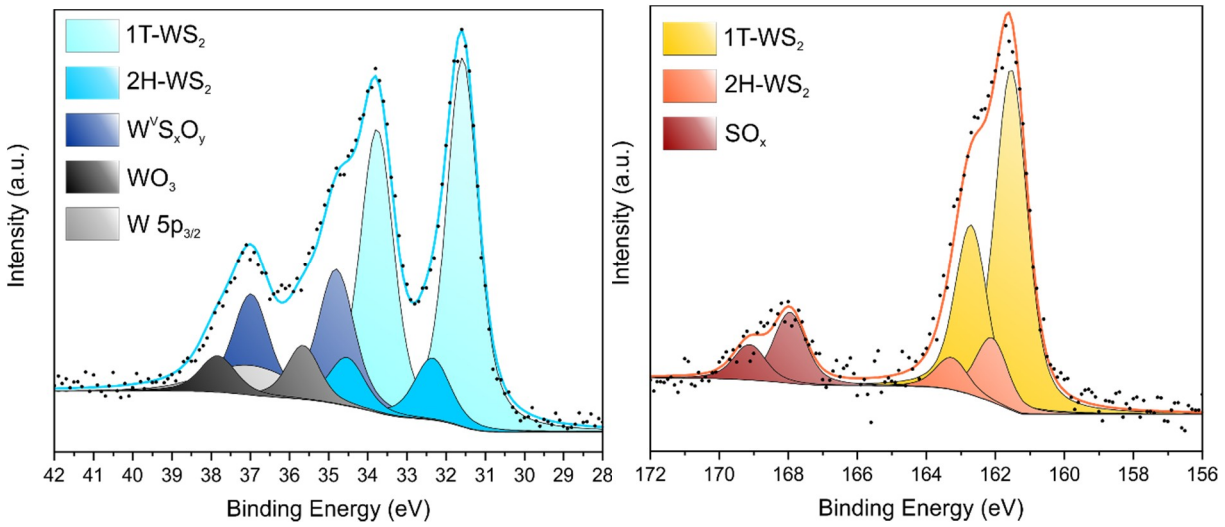 1T-WS₂
2H-WS₂
WⱽSₓOᵧ
WO₃
W 5p₃/₂
Intensity (a.u.)
42 41 40 39 38 37 36 35 34 33 32 31 30 29 28
Binding Energy (eV)
1T-WS₂
2H-WS₂
SOₓ
Intensity (a.u.)
172 170 168 166 164 162 160 158 156
Binding Energy (eV)